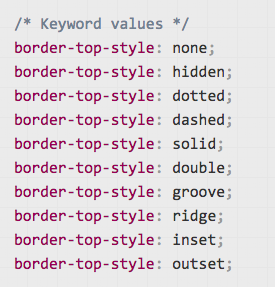 /* Keyword values */
border-top-style: none;
border-top-style: hidden;
border-top-style: dotted;
border-top-style: dashed;
border-top-style: solid;
border-top-style: double;
border-top-style: groove;
border-top-style: ridge;
border-top-style: inset;
border-top-style: outset;